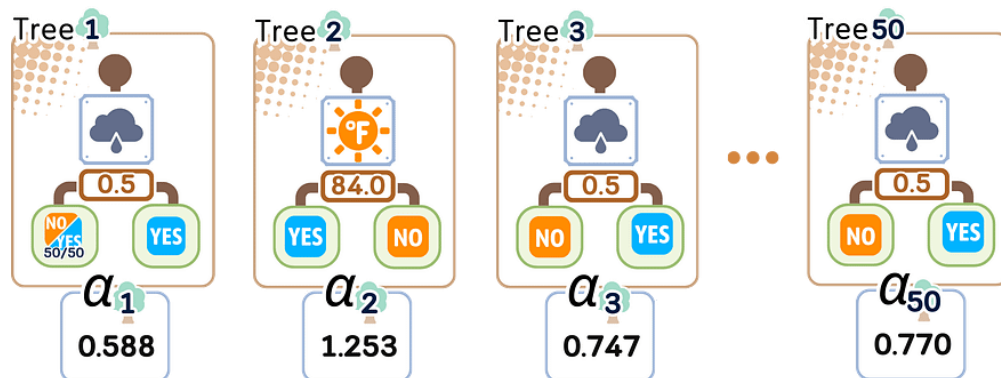 Tree 1
Tree 2
Tree 3
Tree 50
°F
0.5
84.0
0.5
0.5
NO
YES
50/50
YES
YES
NO
NO
YES
NO
YES
α1
α2
α3
α50
0.588
1.253
0.747
0.770